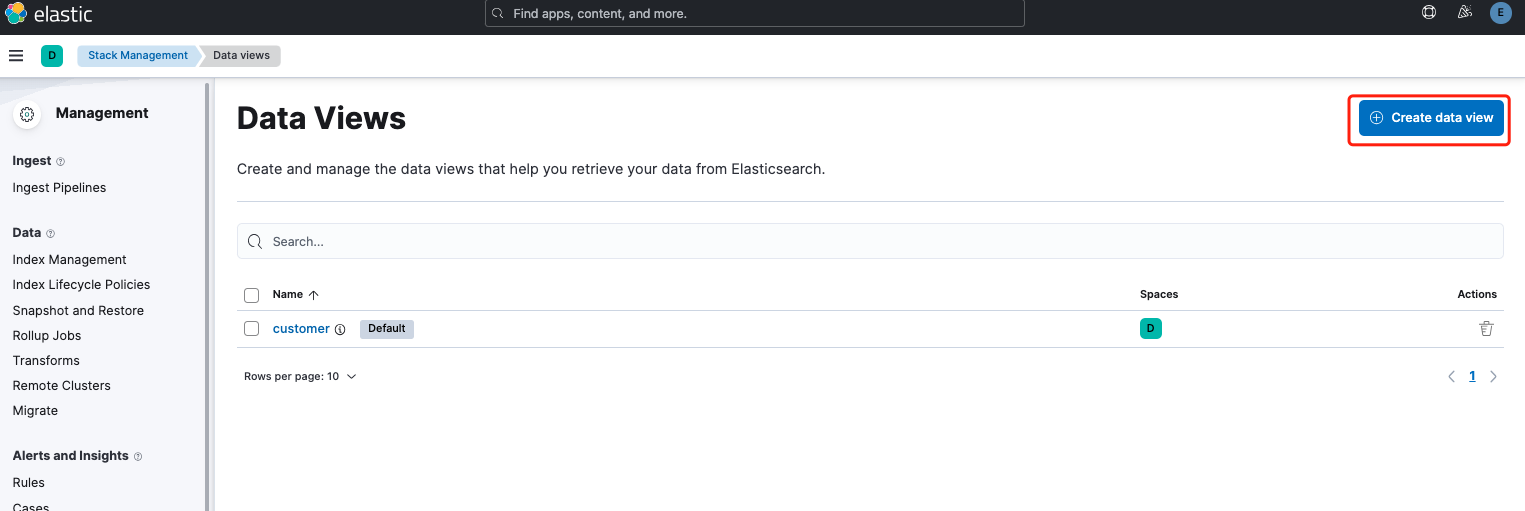 elastic
Find apps, content, and more.
E
D
Stack Management
Data views
Management
Ingest
Ingest Pipelines
Data
Index Management
Index Lifecycle Policies
Snapshot and Restore
Rollup Jobs
Transforms
Remote Clusters
Migrate
Alerts and Insights
Rules
Cases
Data Views
Create data view
Create and manage the data views that help you retrieve your data from Elasticsearch.
Search...
Name
Spaces
Actions
customer
Default
D
Rows per page: 10
1